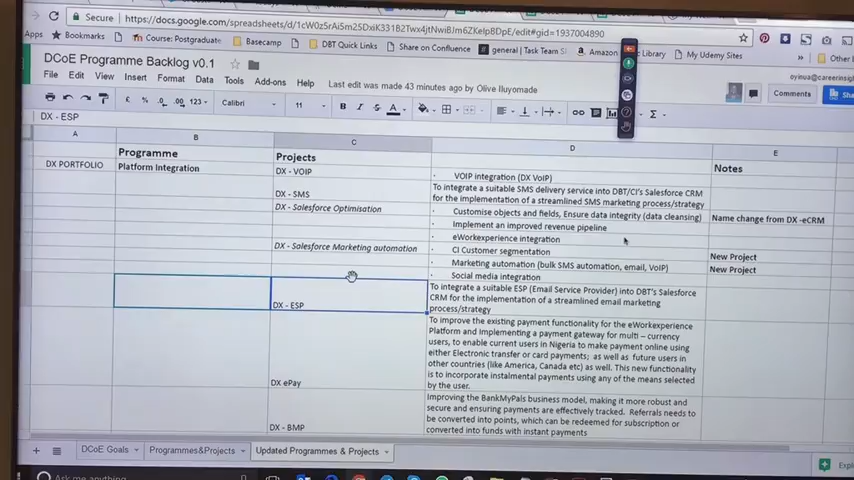 Secure https://docs.google.com/spreadsheets/d/
edit#gid=1937004890
Apps Bookmarks Course: Postgraduate Basecamp DBT Quick Links Share on Confluence general | Task Team Amazon Library My Udemy Sites Other
DCoE Programme Backlog v0.1
File Edit View Insert Format Data Tools Add-ons Help Last edit was made 43 minutes ago by Olive Iluyomade
Comments
£ % .0 .00 123 Calibri 11 B I S A Σ
DX - ESP
A B C D E
Programme Projects Notes
DX PORTFOLIO Platform Integration DX - VOIP · VOIP integration (DX VoIP)
To integrate a suitable SMS delivery service into DBT/CI's Salesforce CRM
DX - SMS for the implementation of a streamlined SMS marketing process/strategy
DX - Salesforce Optimisation · Customise objects and fields, Ensure data integrity (data cleansing) Name change from DX -eCRM
· Implement an improved revenue pipeline
· eWorkexperience integration
DX - Salesforce Marketing automation · CI Customer segmentation New Project
· Marketing automation (bulk SMS automation, email, VoIP) New Project
· Social media integration
To integrate a suitable ESP (Email Service Provider) into DBT's Salesforce
CRM for the implementation of a streamlined email marketing
DX - ESP process/strategy
To improve the existing payment functionality for the eWorkexperience
Platform and Implementing a payment gateway for multi – currency
users, to enable current users in Nigeria to make payment online using
either Electronic transfer or card payments; as well as future users in
other countries (like America, Canada etc) as well. This new functionality
is to incorporate instalmental payments using any of the means selected
DX ePay by the user.
Improving the BankMyPals business model, making it more robust and
secure and ensuring payments are effectively tracked. Referrals needs to
be converted into points, which can be redeemed for subscription or
DX - BMP converted into funds with instant payments
DCoE Goals Programmes&Projects Updated Programmes & Projects
Ask me anything